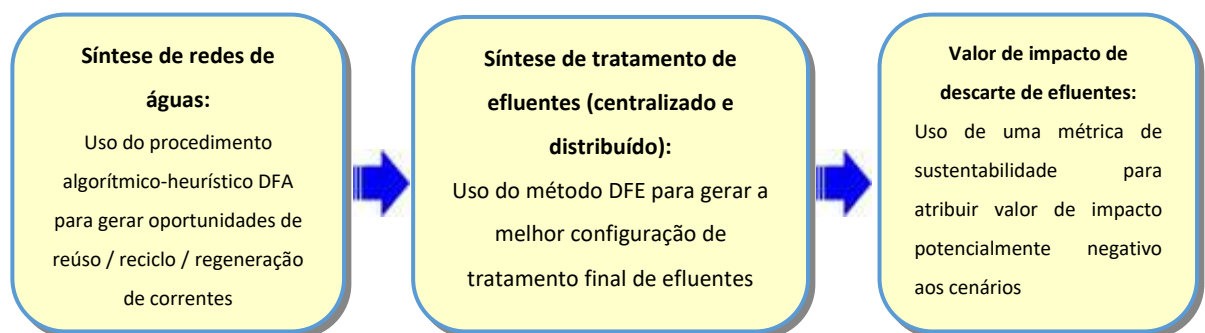 Síntese de redes de
águas:
Uso do procedimento
algorítmico-heurístico DFA
para gerar oportunidades de
reúso / reciclo / regeneração
de correntes
Síntese de tratamento de
efluentes (centralizado e
distribuído):
Uso do método DFE para gerar a
melhor configuração de
tratamento final de efluentes
Valor de impacto de
descarte de efluentes:
Uso de uma métrica de
sustentabilidade para
atribuir valor de impacto
potencialmente negativo
aos cenários